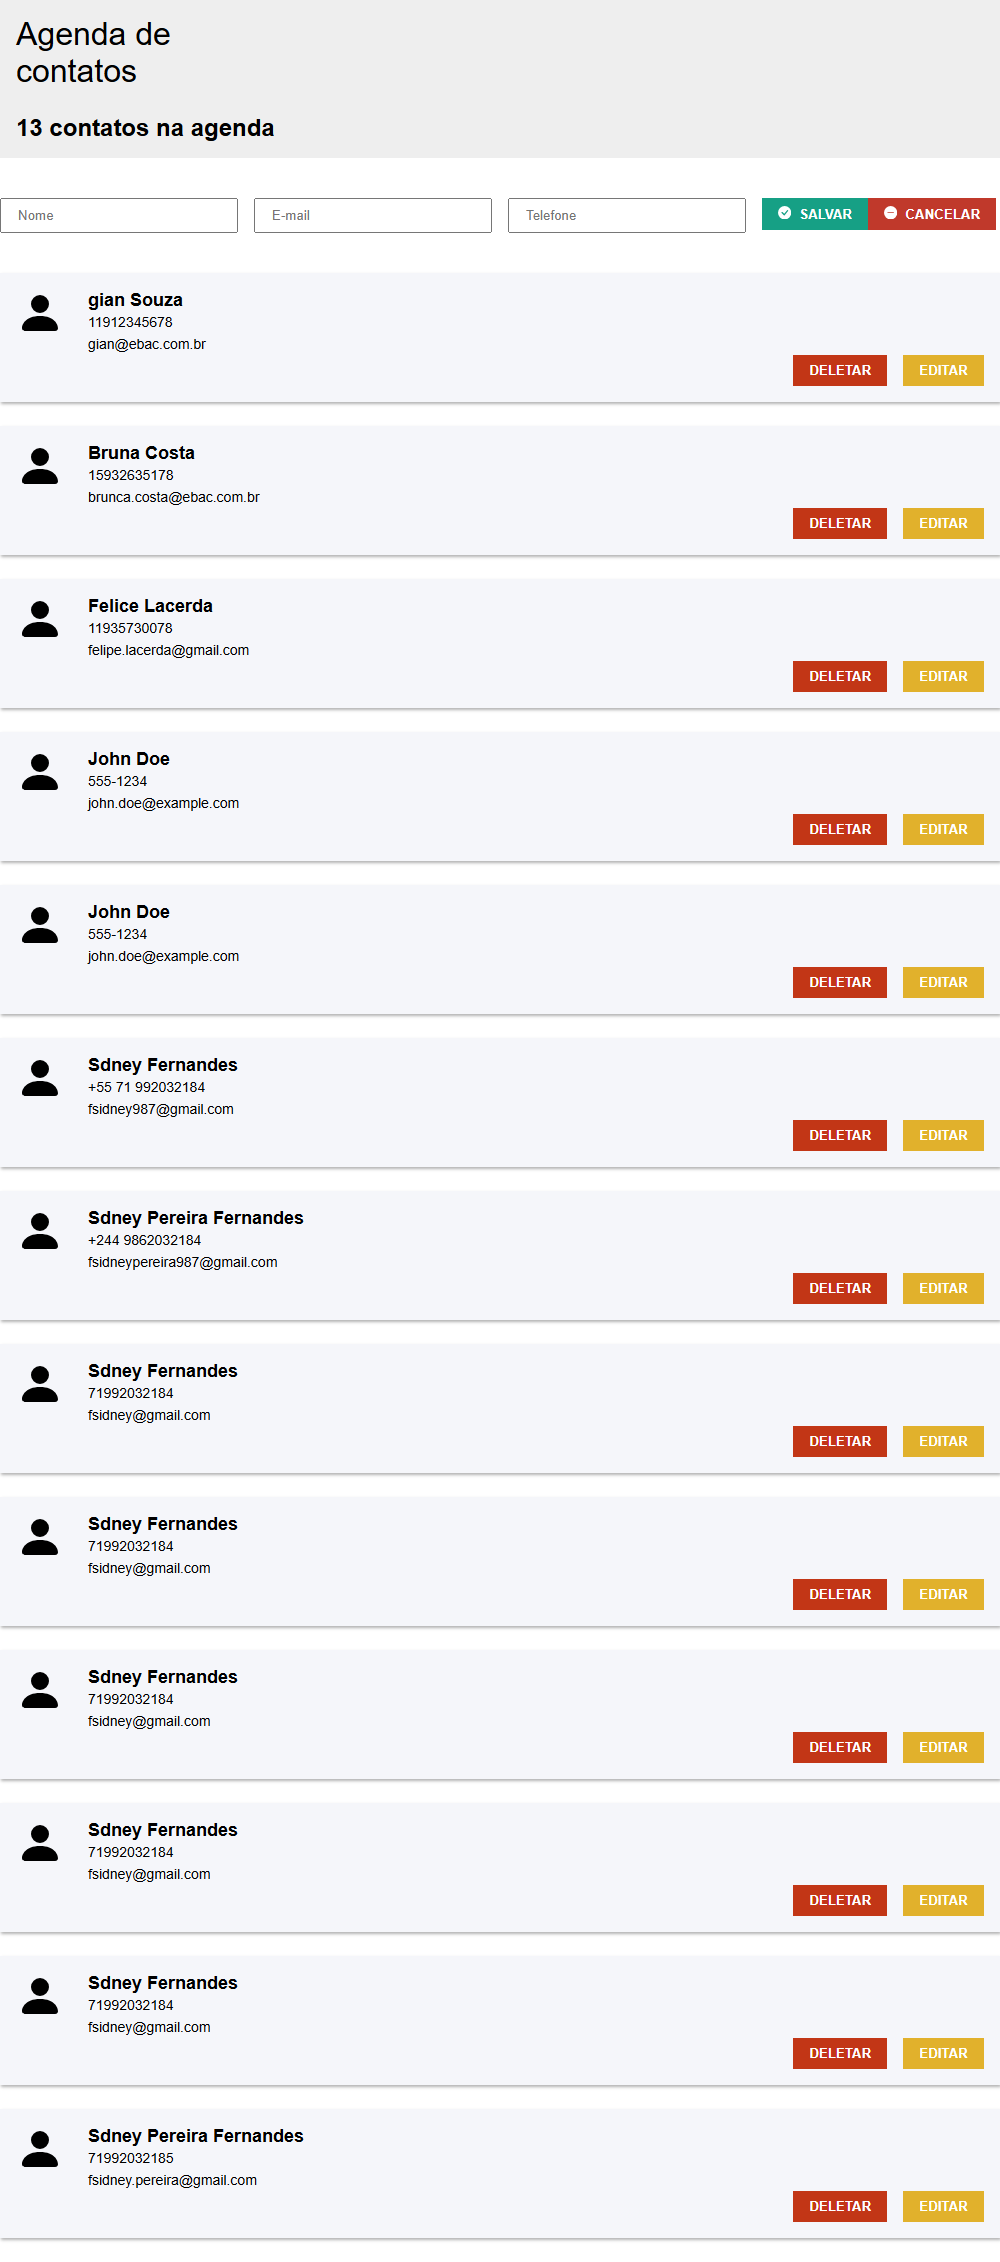 Agenda de
contatos
13 contatos na agenda
Nome E-mail Telefone SALVAR CANCELAR
gian Souza
11912345678
gian@ebac.com.br
DELETAR EDITAR
Bruna Costa
15932635178
brunca.costa@ebac.com.br
DELETAR EDITAR
Felice Lacerda
11935730078
felipe.lacerda@gmail.com
DELETAR EDITAR
John Doe
555-1234
john.doe@example.com
DELETAR EDITAR
John Doe
555-1234
john.doe@example.com
DELETAR EDITAR
Sdney Fernandes
+55 71 992032184
fsidney987@gmail.com
DELETAR EDITAR
Sdney Pereira Fernandes
+244 9862032184
fsidneypereira987@gmail.com
DELETAR EDITAR
Sdney Fernandes
71992032184
fsidney@gmail.com
DELETAR EDITAR
Sdney Fernandes
71992032184
fsidney@gmail.com
DELETAR EDITAR
Sdney Fernandes
71992032184
fsidney@gmail.com
DELETAR EDITAR
Sdney Fernandes
71992032184
fsidney@gmail.com
DELETAR EDITAR
Sdney Fernandes
71992032184
fsidney@gmail.com
DELETAR EDITAR
Sdney Pereira Fernandes
71992032185
fsidney.pereira@gmail.com
DELETAR EDITAR